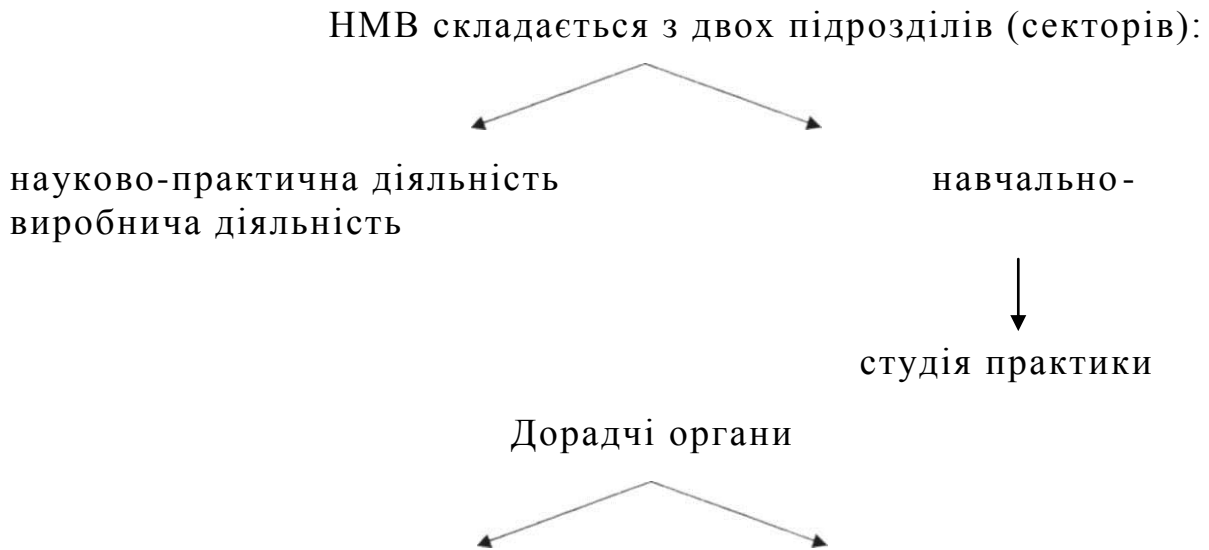 НМВ складається з двох підрозділів (секторів):
науково-практична діяльність навчально-
виробнича діяльність
студія практики
Дорадчі органи